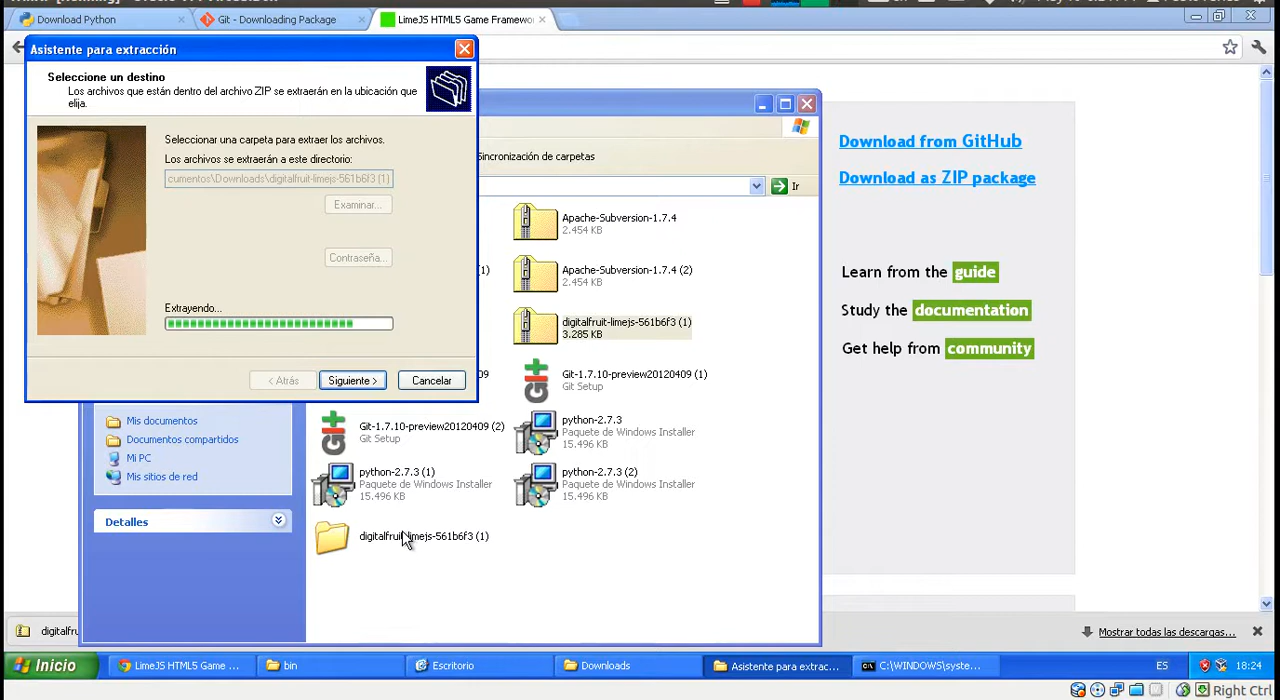 Download Python
Git - Downloading Package
LimeJS HTML5 Game Framewo
Asistente para extracción
Seleccione un destino
Los archivos que están dentro del archivo ZIP se extraerán en la ubicación que
elija.
Seleccionar una carpeta para extraer los archivos.
Los archivos se extraerán a este directorio:
cumentos\Downloads\digitalfruit-limejs-561b6f3 (1)
Examinar...
Contraseña...
Extrayendo...
< Atrás
Siguiente >
Cancelar
Sincronización de carpetas
Ir
Apache-Subversion-1.7.4
2.454 KB
(1)
Apache-Subversion-1.7.4 (2)
2.454 KB
digitalfruit-limejs-561b6f3 (1)
3.285 KB
Git-1.7.10-preview20120409 (1)
Git Setup
Git-1.7.10-preview20120409 (2)
Git Setup
python-2.7.3
Paquete de Windows Installer
15.496 KB
python-2.7.3 (1)
Paquete de Windows Installer
15.496 KB
python-2.7.3 (2)
Paquete de Windows Installer
15.496 KB
digitalfruit-limejs-561b6f3 (1)
Mis documentos
Documentos compartidos
Mi PC
Mis sitios de red
Detalles
Download from GitHub
Download as ZIP package
Learn from the guide
Study the documentation
Get help from community
digitalfru
Mostrar todas las descargas...
Inicio
LimeJS HTML5 Game ...
bin
Escritorio
Downloads
Asistente para extrac...
C:\WINDOWS\syste...
ES
18:24
Right Ctrl